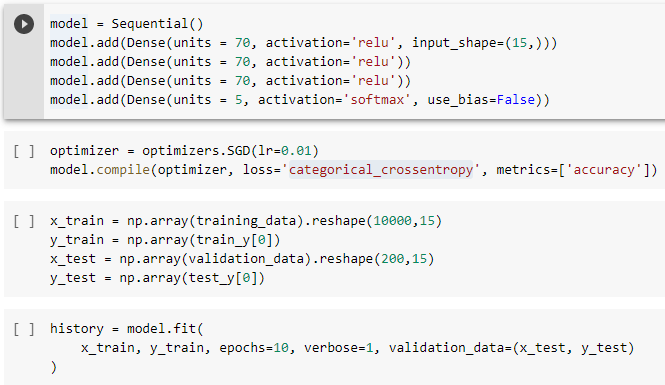 model = Sequential()
model.add(Dense(units = 70, activation='relu', input_shape=(15,)))
model.add(Dense(units = 70, activation='relu'))
model.add(Dense(units = 70, activation='relu'))
model.add(Dense(units = 5, activation='softmax', use_bias=False))
[ ] optimizer = optimizers.SGD(lr=0.01)
model.compile(optimizer, loss='categorical_crossentropy', metrics=['accuracy'])
[ ] x_train = np.array(training_data).reshape(10000,15)
y_train = np.array(train_y[0])
x_test = np.array(validation_data).reshape(200,15)
y_test = np.array(test_y[0])
[ ] history = model.fit(
x_train, y_train, epochs=10, verbose=1, validation_data=(x_test, y_test)
)